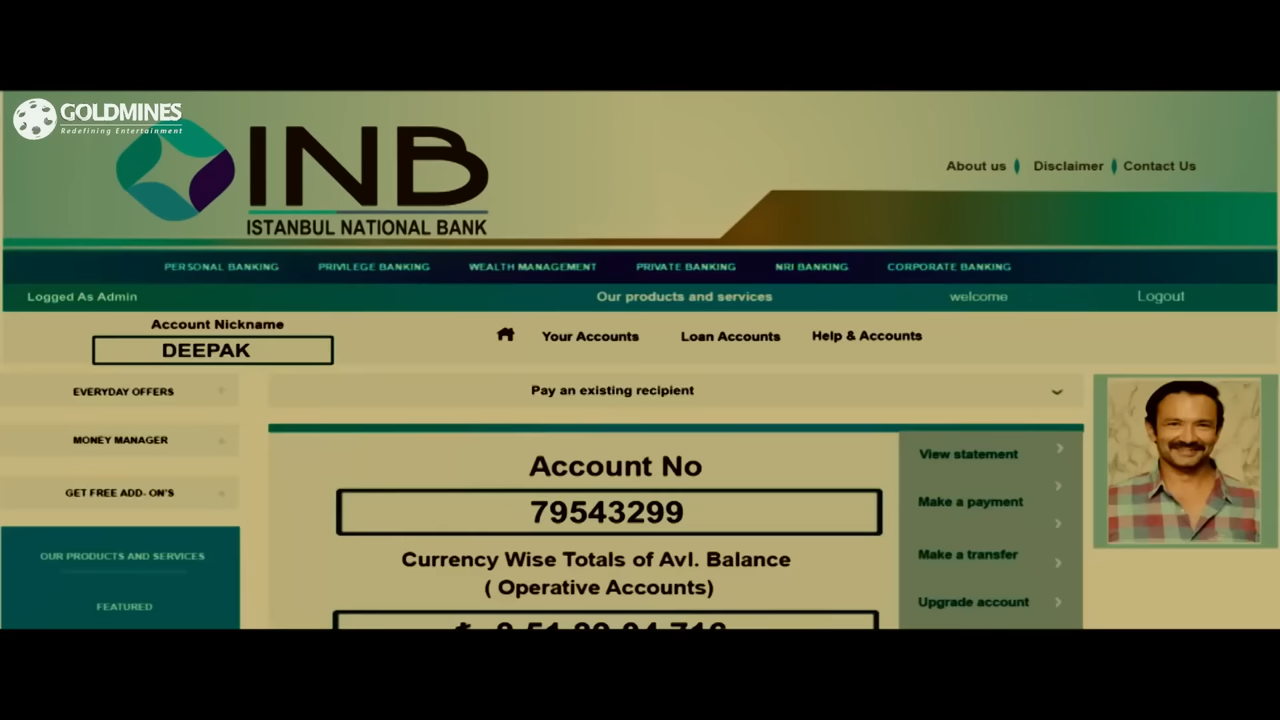 GOLDMINES
Redefining Entertainment
INB
ISTANBUL NATIONAL BANK
About us Disclaimer Contact Us
PERSONAL BANKING PRIVILEGE BANKING WEALTH MANAGEMENT PRIVATE BANKING NRI BANKING CORPORATE BANKING
Logged As Admin Our products and services welcome Logout
Account Nickname
DEEPAK
Your Accounts Loan Accounts Help & Accounts
EVERYDAY OFFERS
Pay an existing recipient
MONEY MANAGER
GET FREE ADD- ON'S
OUR PRODUCTS AND SERVICES
FEATURED
Account No
79543299
Currency Wise Totals of Avl. Balance
( Operative Accounts)
View statement
Make a payment
Make a transfer
Upgrade account